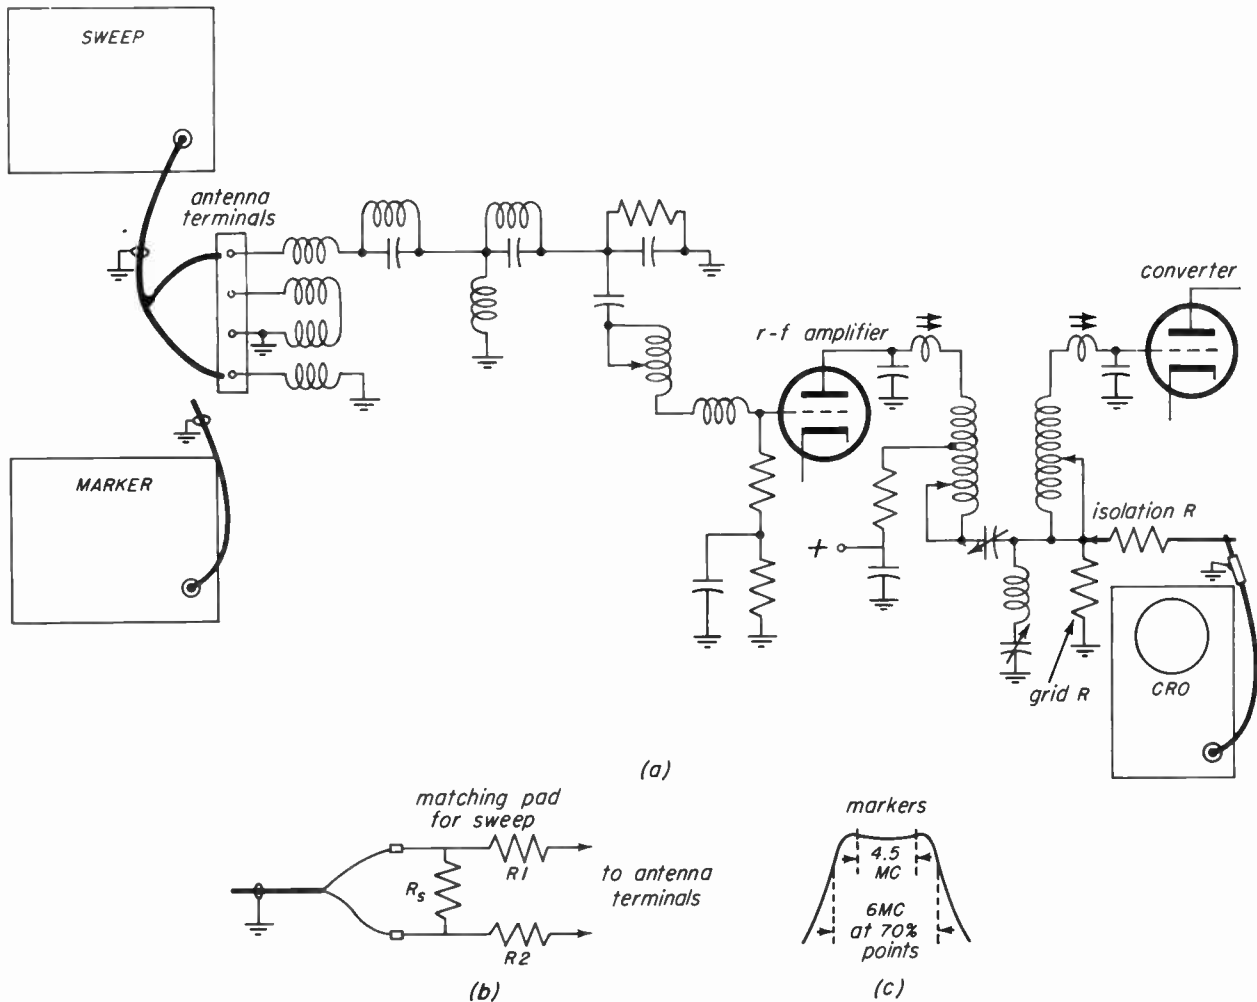 SWEEP
antenna
terminals
converter
r-f amplifier
MARKER
isolation R
+
grid R
CRO
(a)
matching pad
for sweep
R1
Rs
to antenna
terminals
R2
(b)
markers
4.5
MC
6MC
at 70%
points
(c)